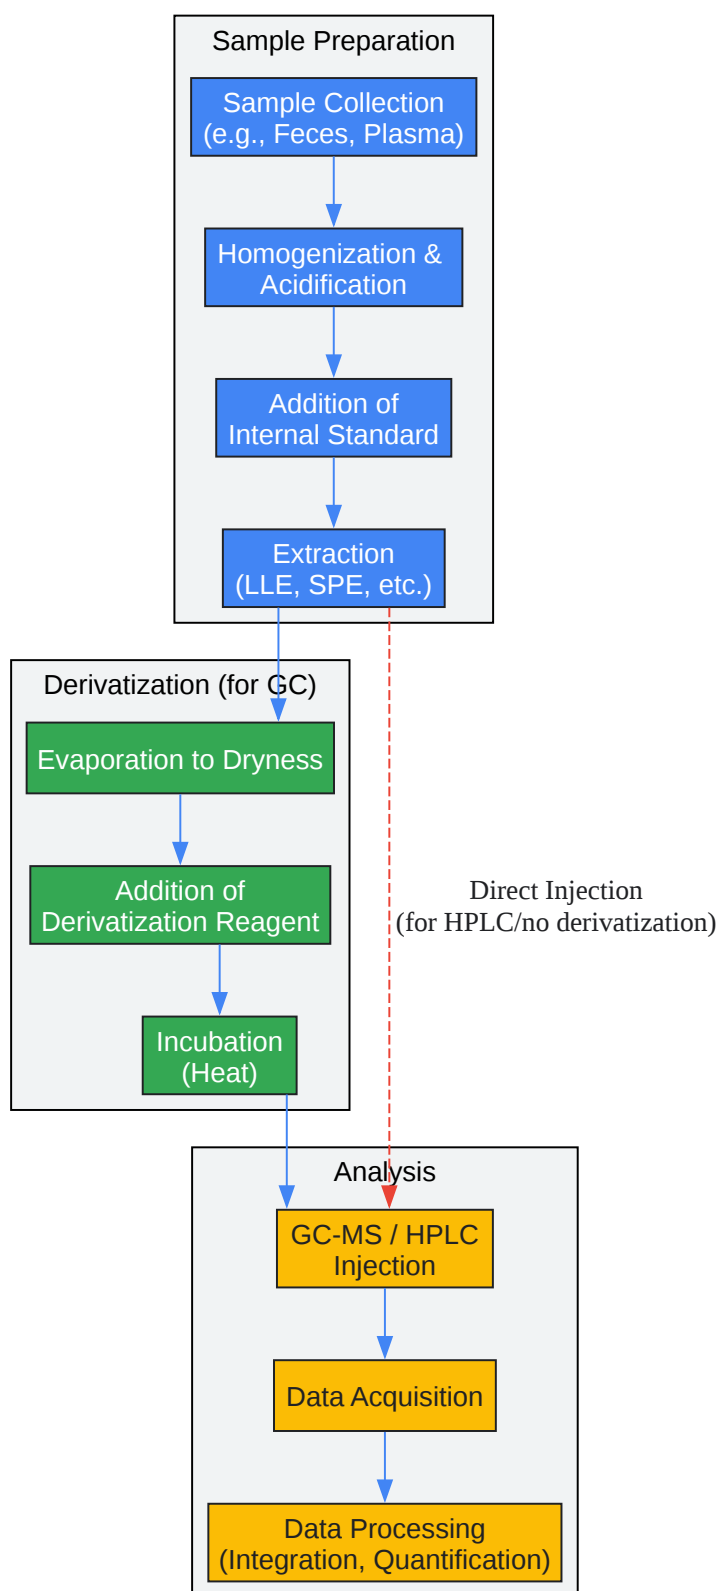 Sample Preparation
Sample Collection
(e.g., Feces, Plasma)
Homogenization &
Acidification
Addition of
Internal Standard
Extraction
(LLE, SPE, etc.)
Derivatization (for GC)
Evaporation to Dryness
Addition of
Derivatization Reagent
Direct Injection
(for HPLC/no derivatization)
Incubation
(Heat)
Analysis
GC-MS / HPLC
Injection
Data Acquisition
Data Processing
(Integration, Quantification)